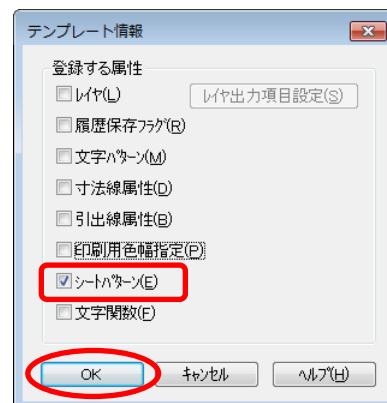 テンプレート情報
登録する属性
ﾚｲﾔ(L)
ﾚｲﾔ出力項目設定(S)
履歴保存ﾌﾗｸﾞ(R)
文字ﾊﾟﾀｰﾝ(M)
寸法線属性(D)
引出線属性(B)
印刷用色幅指定(P)
ｼｰﾄﾊﾟﾀｰﾝ(E)
文字関数(F)
OK
ｷｬﾝｾﾙ
ﾍﾙﾌﾟ(H)